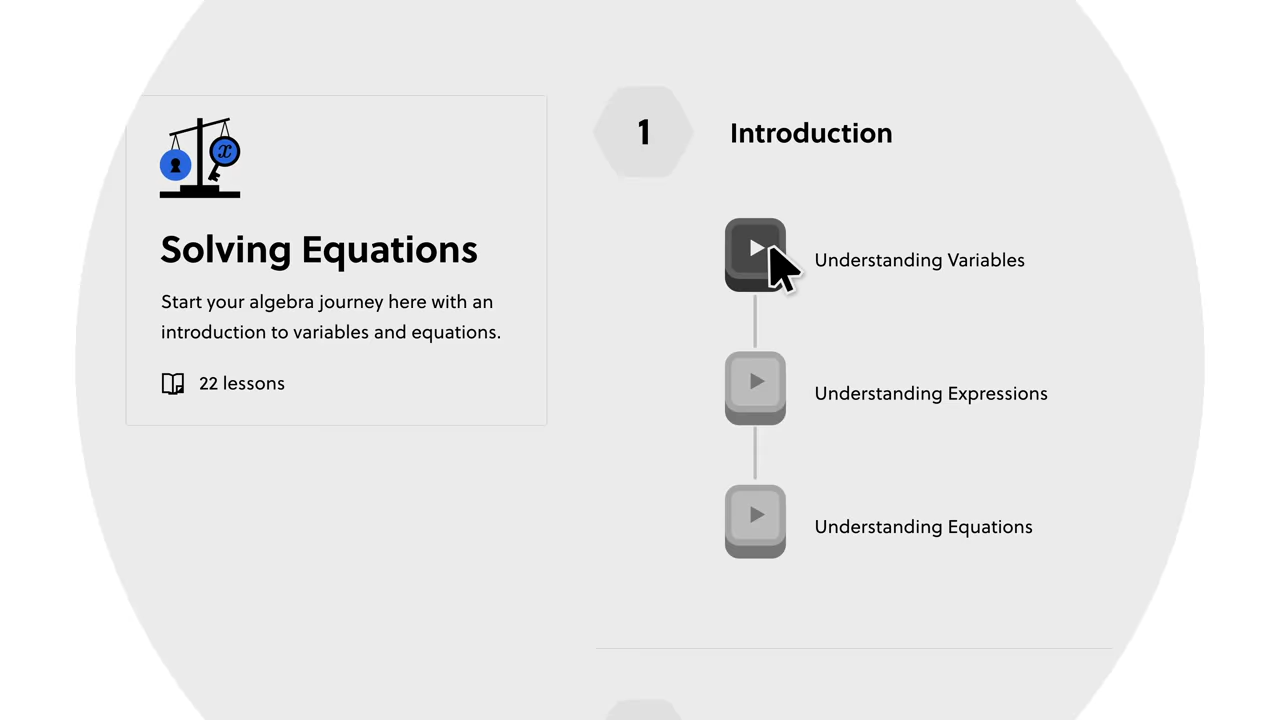 x
Solving Equations
Start your algebra journey here with an
introduction to variables and equations.
22 lessons
1
Introduction
Understanding Variables
Understanding Expressions
Understanding Equations